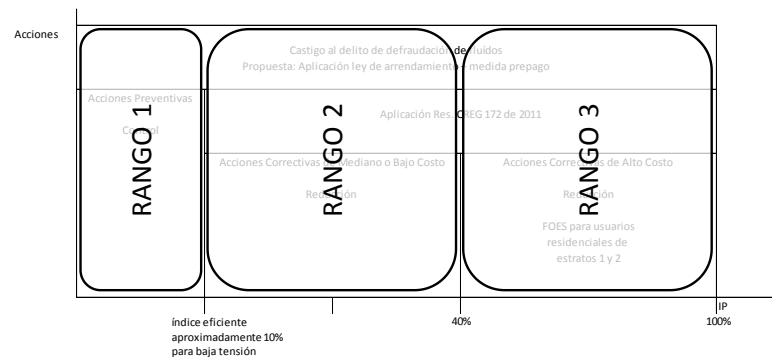 Acciones
Castigo al delito de defraudación de fluidos
Propuesta: Aplicación ley de arrendamiento - medida prepago
Acciones Preventivas
Control
Aplicación Res. CREG 172 de 2011
Acciones Correctivas de Mediano o Bajo Costo
Reducción
Acciones Correctivas de Alto Costo
Reducción
FOES para usuarios
residenciales de
estratos 1 y 2
RANGO 1
RANGO 2
RANGO 3
índice eficiente
aproximadamente 10%
para baja tensión
40%
IP
100%